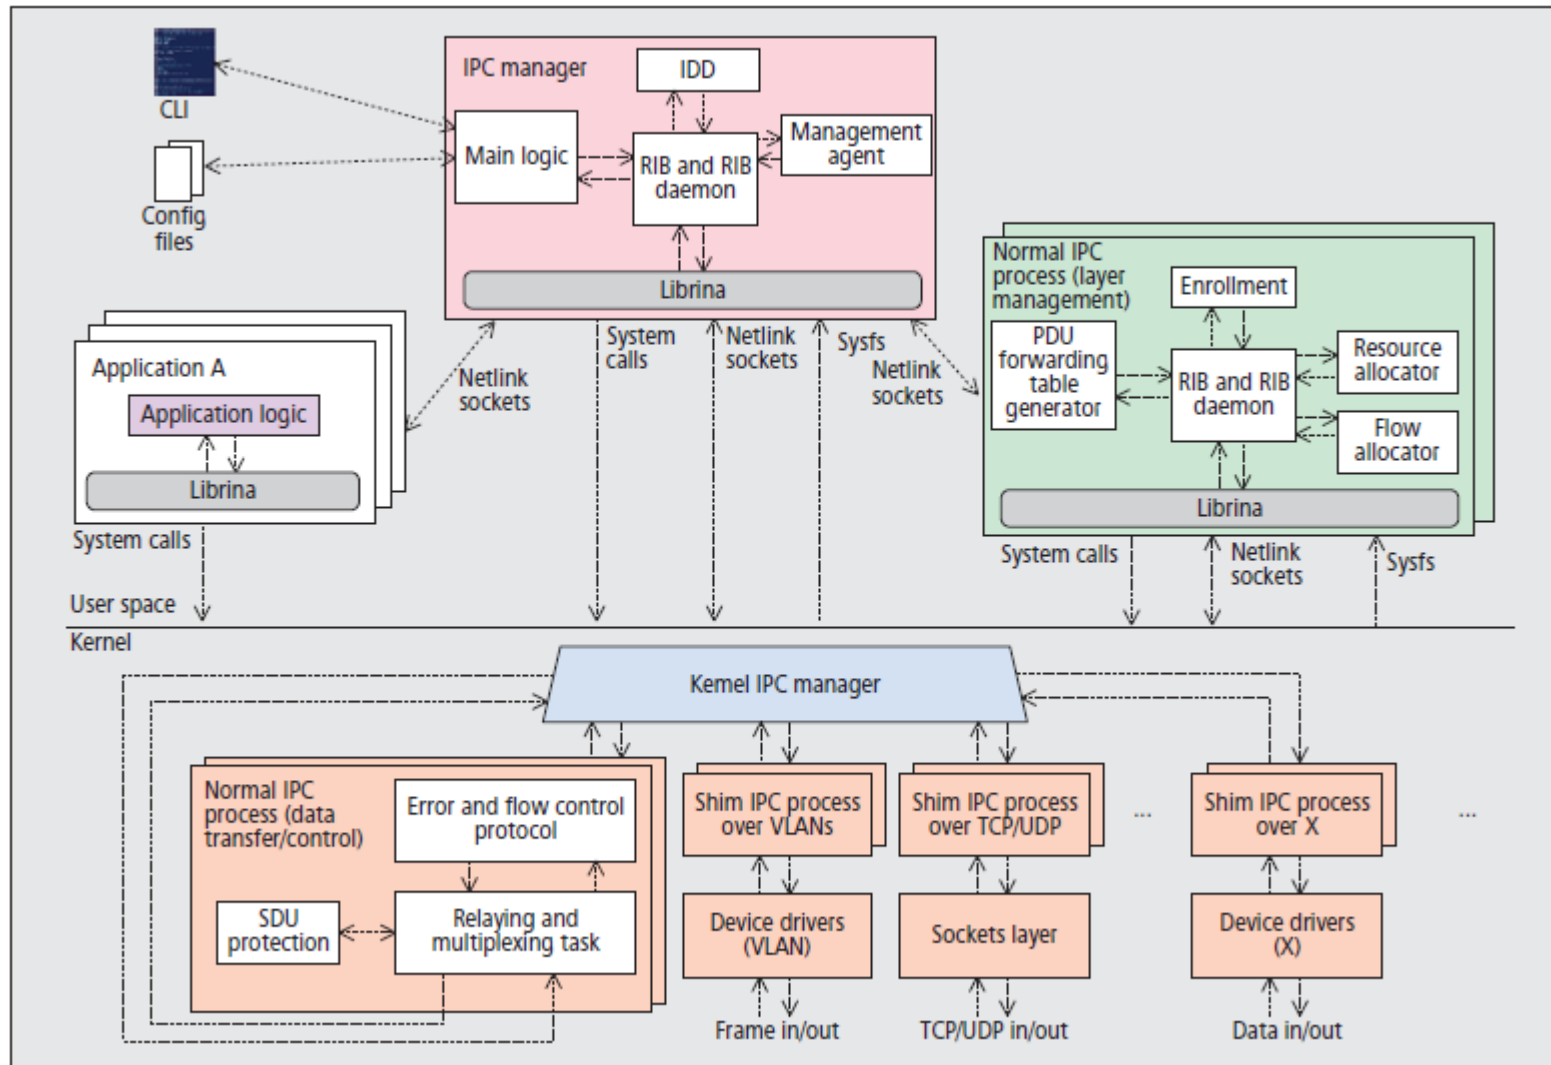 CLI
Config
files
IPC manager
IDD
Main logic
RIB and RIB
daemon
Management
agent
Librina
Normal IPC
process (layer
management)
Enrollment
PDU
forwarding
table
generator
RIB and RIB
daemon
Resource
allocator
Flow
allocator
Librina
Application A
Application logic
Librina
Netlink
sockets
System
calls
Netlink
sockets
Sysfs
Netlink
sockets
System calls
System calls
Netlink
sockets
Sysfs
User space
Kernel
Kemel IPC manager
Normal IPC
process (data
transfer/control)
Error and flow control
protocol
SDU
protection
Relaying and
multiplexing task
Shim IPC process
over VLANs
Shim IPC process
over TCP/UDP
...
Shim IPC process
over X
...
Device drivers
(VLAN)
Sockets layer
Device drivers
(X)
Frame in/out
TCP/UDP in/out
Data in/out